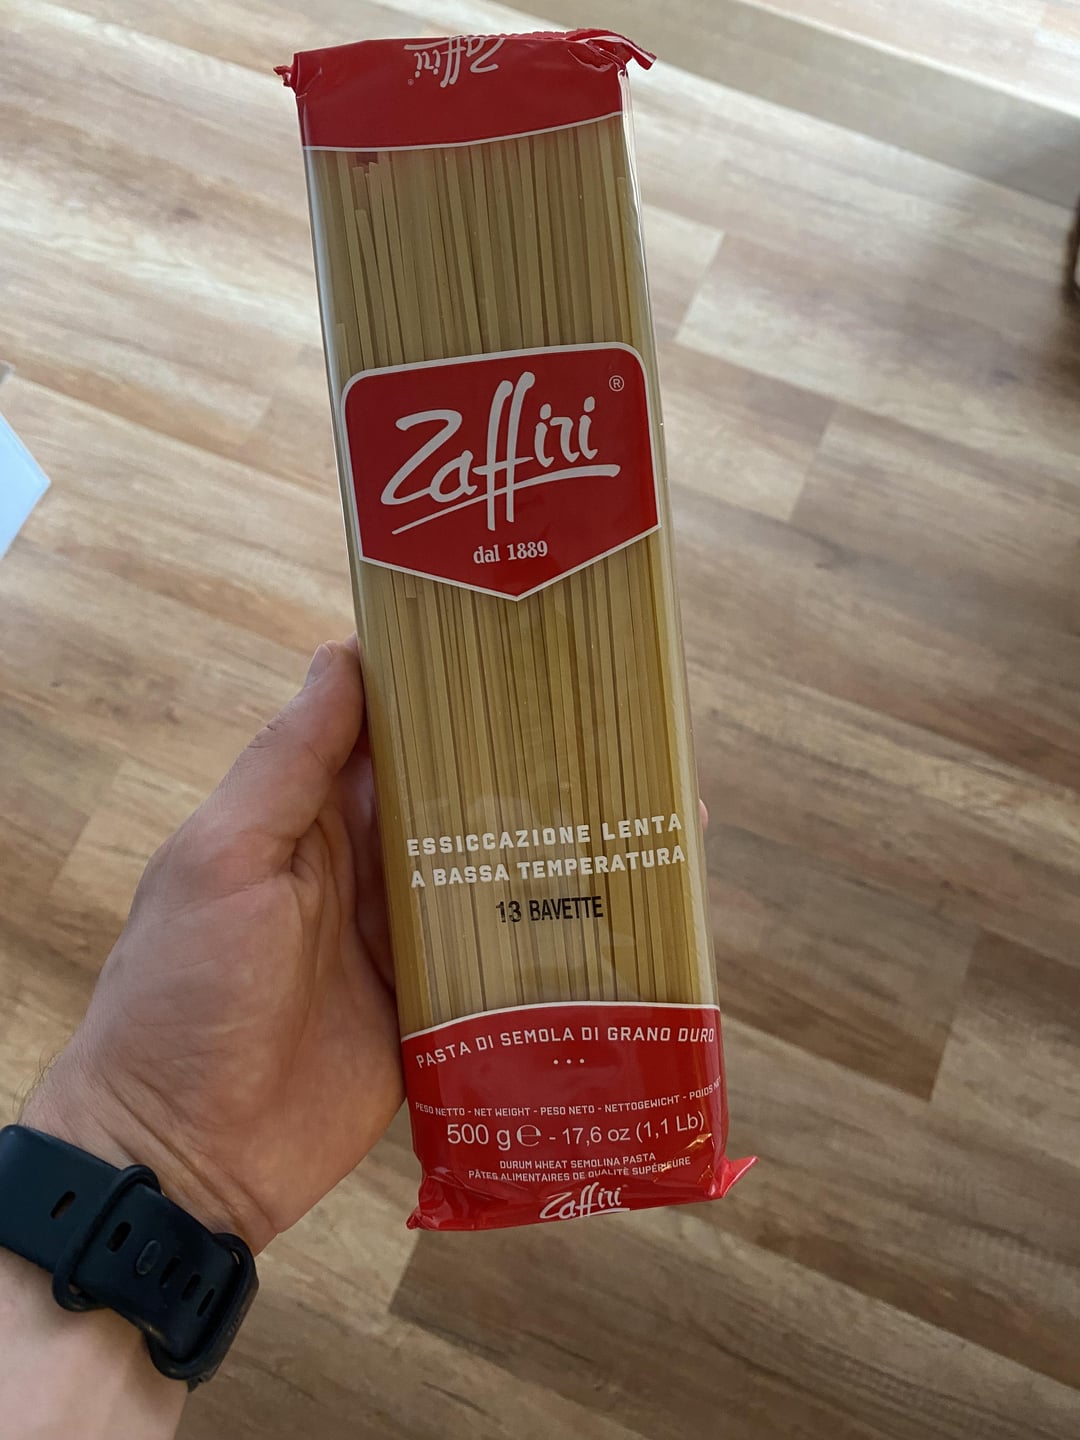 Zaffiri
Zaffiri
®
dal 1889
ESSICCAZIONE LENTA
A BASSA TEMPERATURA
13 BAVETTE
PASTA DI SEMOLA DI GRANO DURO
PESO NETTO - NET WEIGHT - PESO NETO - NETTOGEWICHT - POIDS
500 g ℮ - 17,6 oz (1,1 Lb)
DURUM WHEAT SEMOLINA PASTA
PÂTES ALIMENTAIRES DE QUALITÉ SUPÉRIEURE
Zaffiri